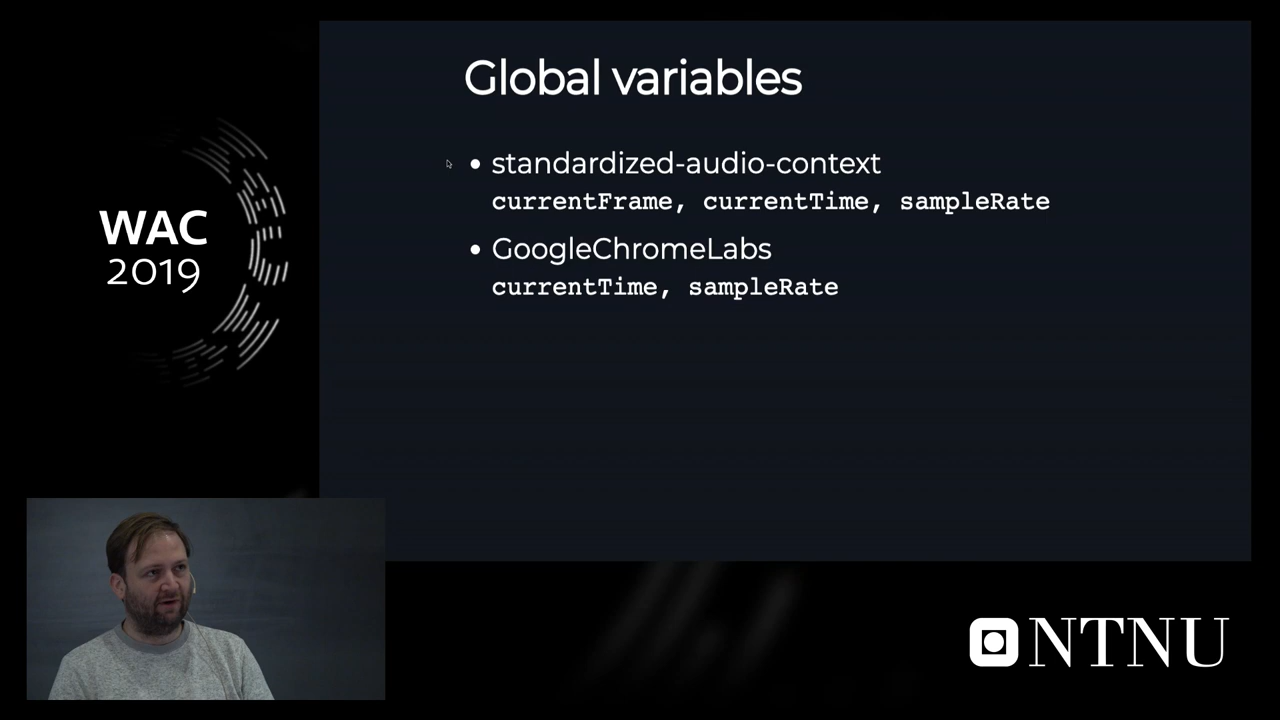 Global variables
standardized-audio-context
currentFrame, currentTime, sampleRate
GoogleChromeLabs
currentTime, sampleRate
WAC
2019
NTNU